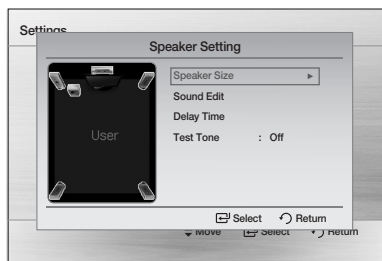 Settings
Speaker Setting
Speaker Size ►
Sound Edit
Delay Time
Test Tone : Off
User
Select Return
Move Select Return